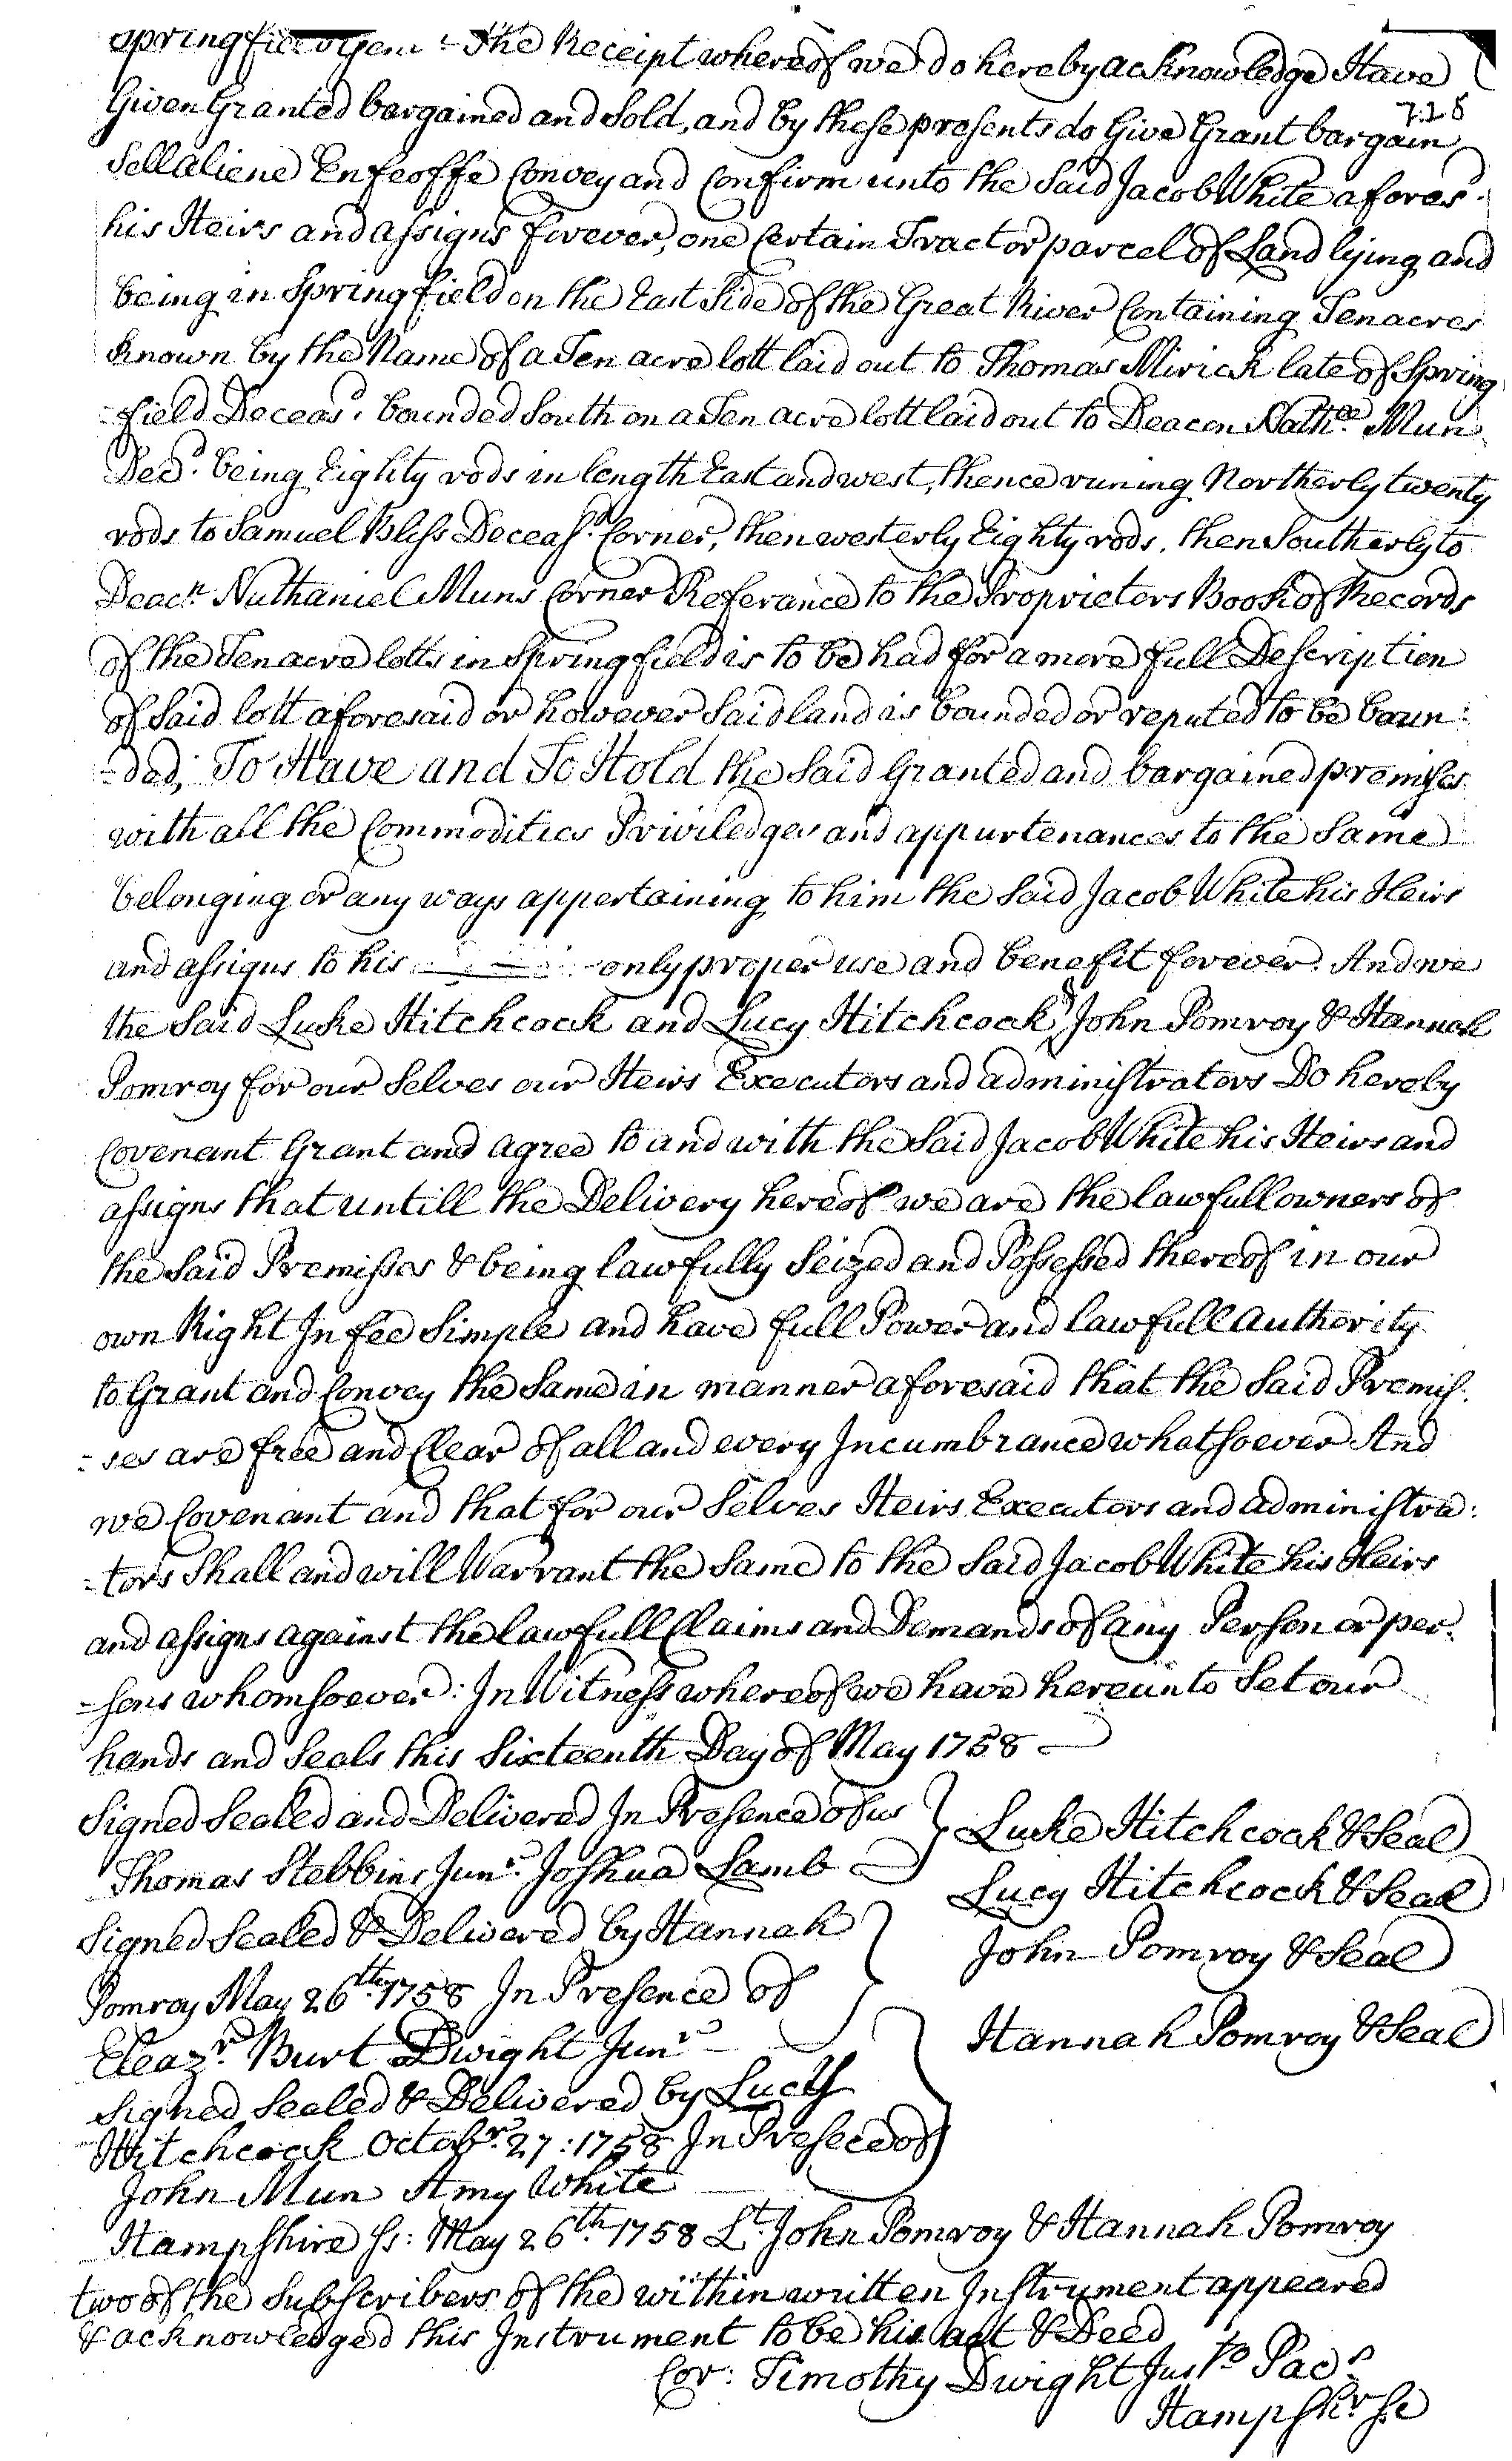 Springfield Gent - The Receipt whereof we do hereby acknowledge Have
728
Given Granted bargained and Sold, and by these presents do Give Grant bargain
Sell aliene Enfeoffe Convey and Confirm unto the Said Jacob White afores.d
his Heirs and assigns forever, one Certain Tract or parcel of Land lying and
being in Springfield on the East Side of the Great River Containing Ten acres
Known by the Name of a Ten acre lott laid out to Thomas Mirick late of Spring
-field Deceas.d bounded South on a Ten acre lott laid out to Deacon Nath.ll Mun
Dec.d being Eighty rods in length East and west, thence runing Northerly twenty
rods to Samuel Bliss Deceas.d Corner, then westerly Eighty rods, then Southerly to
Deac.n Nathaniel Muns Corner Referance to the Proprietors Book of Records
of the Ten acre lotts in Springfield is to be had for a more full Description
of Said lott aforesaid or however Said land is bounded or reputed to be boun:
-ded; To Have and To Hold the Said Granted and bargained premises
with all the Commodities Priviledges and appurtenances to the Same
belonging or any ways appertaining to him the Said Jacob White his Heirs
and assigns to his only proper use and benefit forever. And we
the Said Luke Hitchcock and Lucy Hitchcock & John Pomroy & Hannah
Pomroy for our Selves our Heirs Executors and administrators Do hereby
Covenant Grant and agree to and with the Said Jacob White his Heirs and
assigns that untill the Delivery hereof we are the lawfull owners of
the Said Premisses & being lawfully Seized and Possessed thereof in our
own Right In fee Simple and have full Power and lawfull authority
to Grant and Convey the Same in manner aforesaid that the Said Premis:
-ses are free and Clear of all and every Incumbrance whatsoever And
we Covenant and that for our Selves Heirs Executors and administra:
-tors Shall and will Warrant the Same to the Said Jacob White his Heirs
and assigns against the lawfull Claims and Demands of any Person or per:
-sons whomsoever: In Witness whereof we have hereunto Set our
hands and Seals this Sixteenth Day of May 1758
Signed Sealed and Delivered In Presence of us
Thomas Stebbins Jun.r Joshua Lamb
Signed Sealed & Delivered by Hannah
Pomroy May 26th 1758 In Presence of
Eleaz.r Burt Dwight Jun.r
Signed Sealed & Delivered by Lucy
Hitchcock Octob.r 27: 1758 In Presece of
John Mun Amy White
Luke Hitchcock & Seal
Lucy Hitchcock & Seal
John Pomroy & Seal
Hannah Pomroy & Seal
Hampshire Ss: May 26th 1758 L.t John Pomroy & Hannah Pomroy
two of the Subscribers of the within written Instrument appeared
& acknowledged this Instrument to be his act & Deed
Cor: Timothy Dwight Just.o Pac.s
Hampsh.r Sc